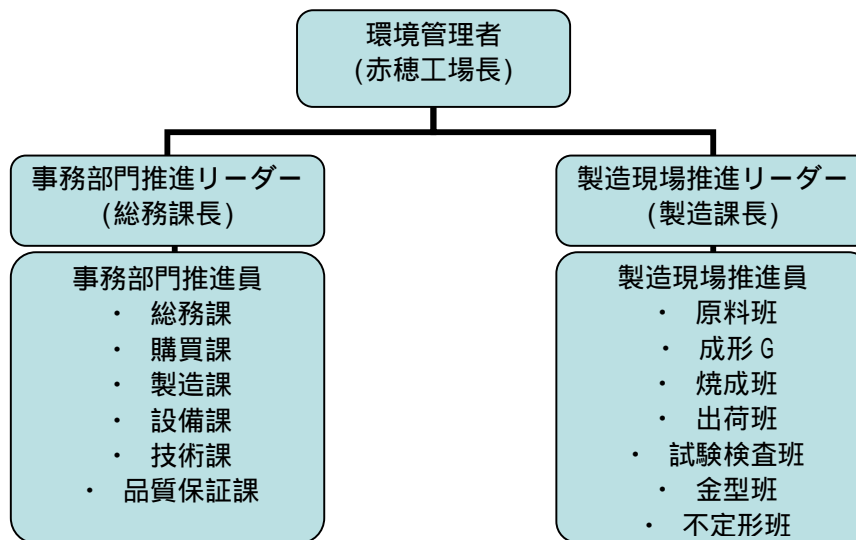 環境管理者
(赤穂工場長)
事務部門推進リーダー
(総務課長)
事務部門推進員
・ 総務課
・ 購買課
・ 製造課
・ 設備課
・ 技術課
・ 品質保証課
製造現場推進リーダー
(製造課長)
製造現場推進員
・ 原料班
・ 成形G
・ 焼成班
・ 出荷班
・ 試験検査班
・ 金型班
・ 不定形班